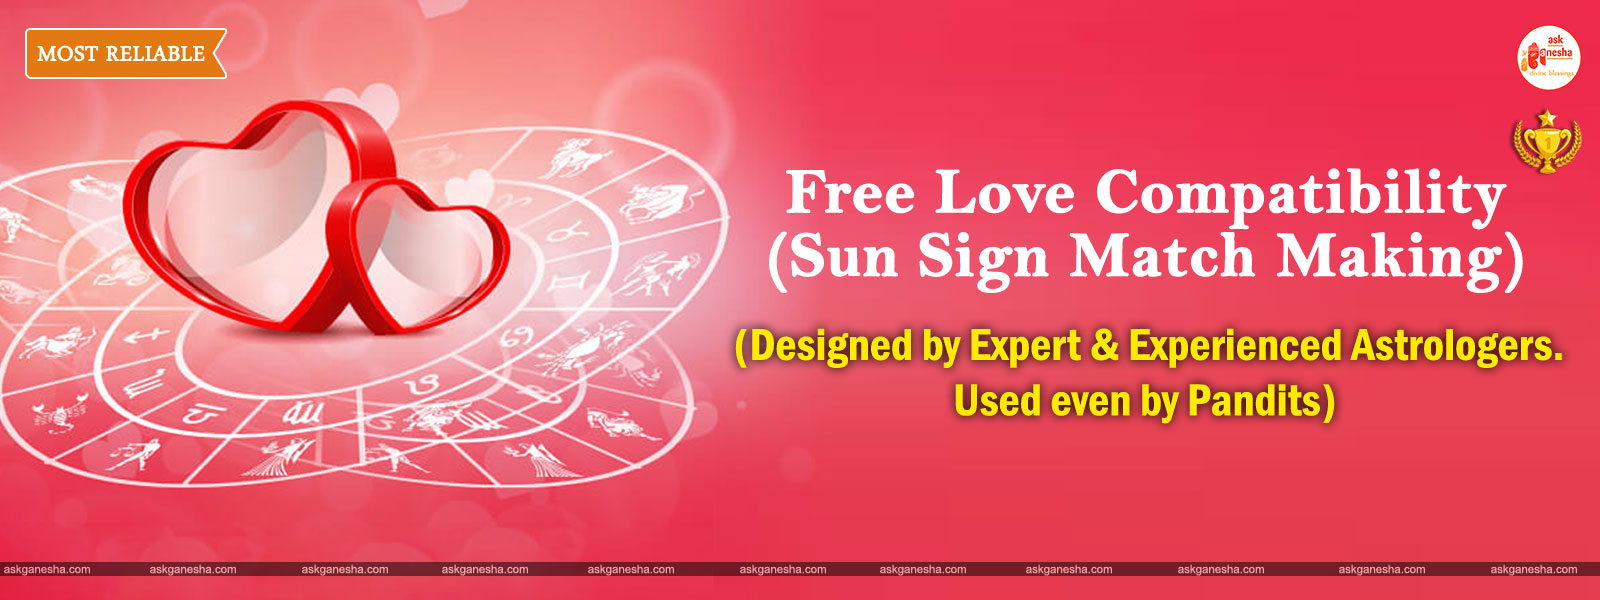 MOST RELIABLE
ask
Ganesha
divine blessings
1
Free Love Compatibility
(Sun Sign Match Making)
(Designed by Expert & Experienced Astrologers.
Used even by Pandits)
askganesha.com askganesha.com askganesha.com askganesha.com askganesha.com askganesha.com askganesha.com askganesha.com askganesha.com askganesha.com askganesha.com